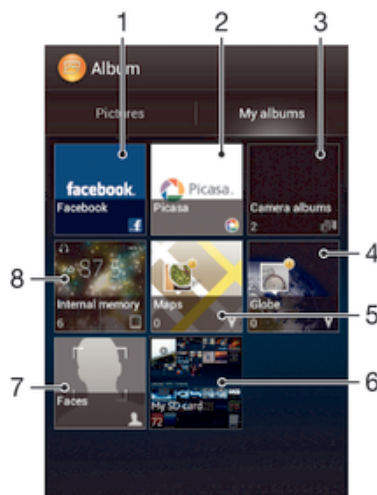 1
2
3
Album
Pictures
My albums
facebook
Facebook
Picasa.
Picasa
Camera albums
2
4
8
Internal memory
6
Maps
0
Globe
0
5
7
Faces
My SD card
72
6